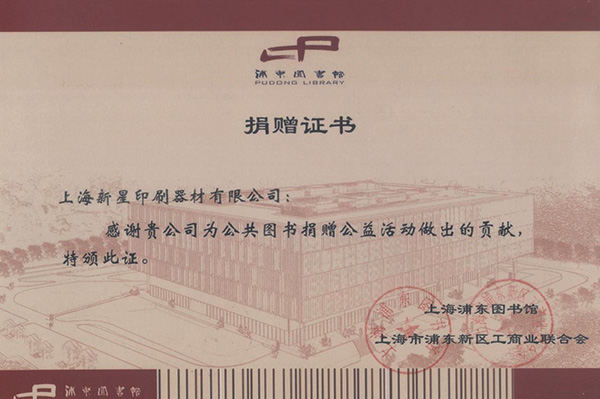 浦东图书馆
PUDONG LIBRARY
捐赠证书
上海新星印刷器材有限公司：
感谢贵公司为公共图书捐赠公益活动做出的贡献，
特颁此证。
上海浦东图书馆
上海市浦东新区工商业联合会
浦东图书馆